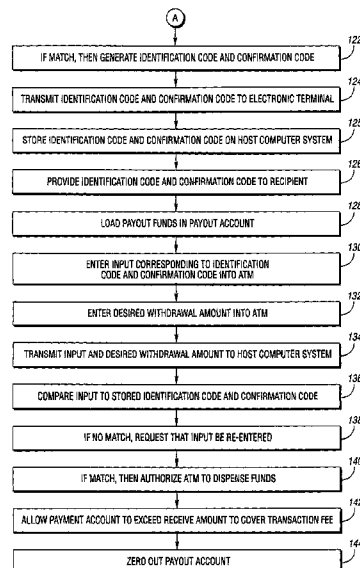 A
122
IF MATCH, THEN GENERATE IDENTIFICATION CODE AND CONFIRMATION CODE
124
TRANSMIT IDENTIFICATION CODE AND CONFIRMATION CODE TO ELECTRONIC TERMINAL
125
STORE IDENTIFICATION CODE AND CONFIRMATION CODE ON HOST COMPUTER SYSTEM
126
PROVIDE IDENTIFICATION CODE AND CONFIRMATION CODE TO RECIPIENT
128
LOAD PAYOUT FUNDS IN PAYOUT ACCOUNT
130
ENTER INPUT CORRESPONDING TO IDENTIFICATION
CODE AND CONFIRMATION CODE INTO ATM
132
ENTER DESIRED WITHDRAWAL AMOUNT INTO ATM
134
TRANSMIT INPUT AND DESIRED WITHDRAWAL AMOUNT TO HOST COMPUTER SYSTEM
136
COMPARE INPUT TO STORED IDENTIFICATION CODE AND CONFIRMATION CODE
138
IF NO MATCH, REQUEST THAT INPUT BE RE-ENTERED
140
IF MATCH, THEN AUTHORIZE ATM TO DISPENSE FUNDS
142
ALLOW PAYMENT ACCOUNT TO EXCEED RECEIVE AMOUNT TO COVER TRANSACTION FEE
144
ZERO OUT PAYOUT ACCOUNT